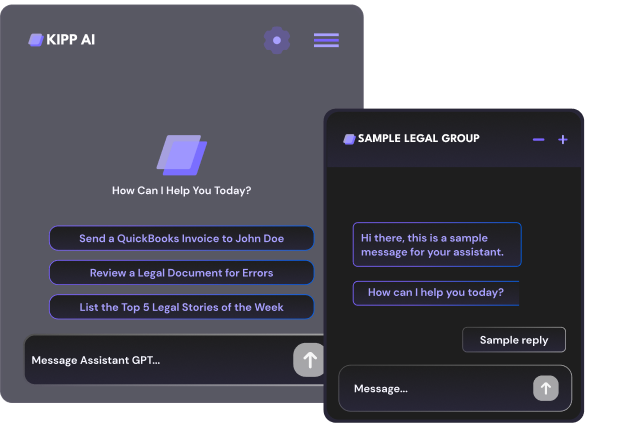 KIPP AI
How Can I Help You Today?
Send a QuickBooks Invoice to John Doe
Review a Legal Document for Errors
List the Top 5 Legal Stories of the Week
Message Assistant GPT...
SAMPLE LEGAL GROUP
Hi there, this is a sample
message for your assistant.
How can I help you today?
Sample reply
Message...